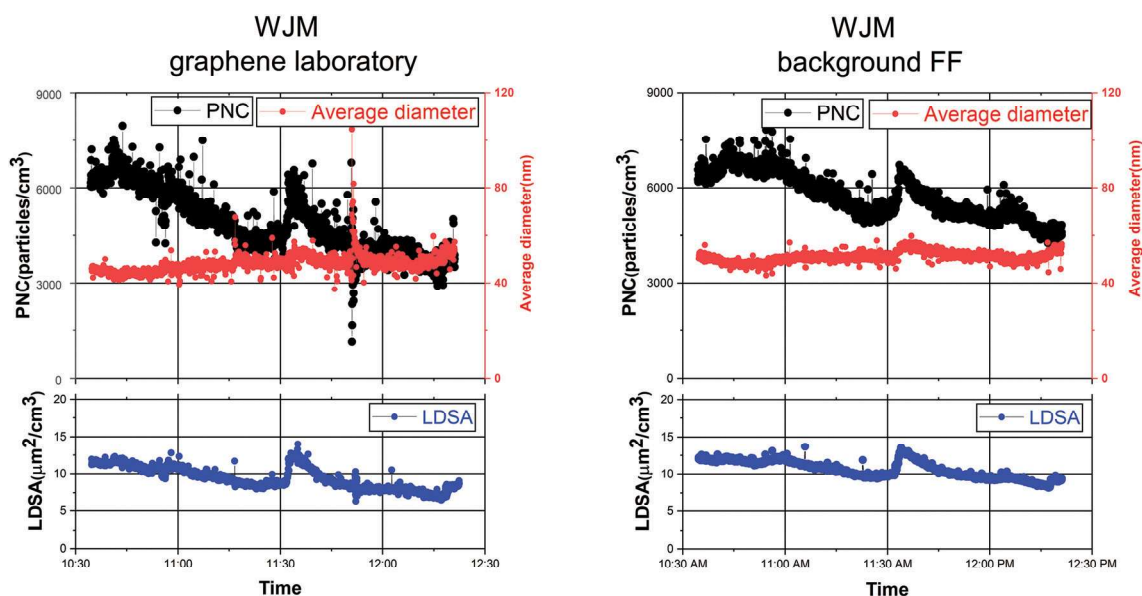 WJM
graphene laboratory
9000
6000
3000
0
PNC(particles/cm³)
PNC
Average diameter
120
80
40
0
Average diameter(nm)
20
15
10
5
0
LDSA(μm²/cm³)
LDSA
10:30
11:00
11:30
12:00
12:30
Time
WJM
background FF
9000
6000
3000
0
PNC(particles/cm³)
PNC
Average diameter
120
80
40
0
Average diameter(nm)
20
15
10
5
0
LDSA(μm²/cm³)
LDSA
10:30 AM
11:00 AM
11:30 AM
12:00 PM
12:30 PM
Time